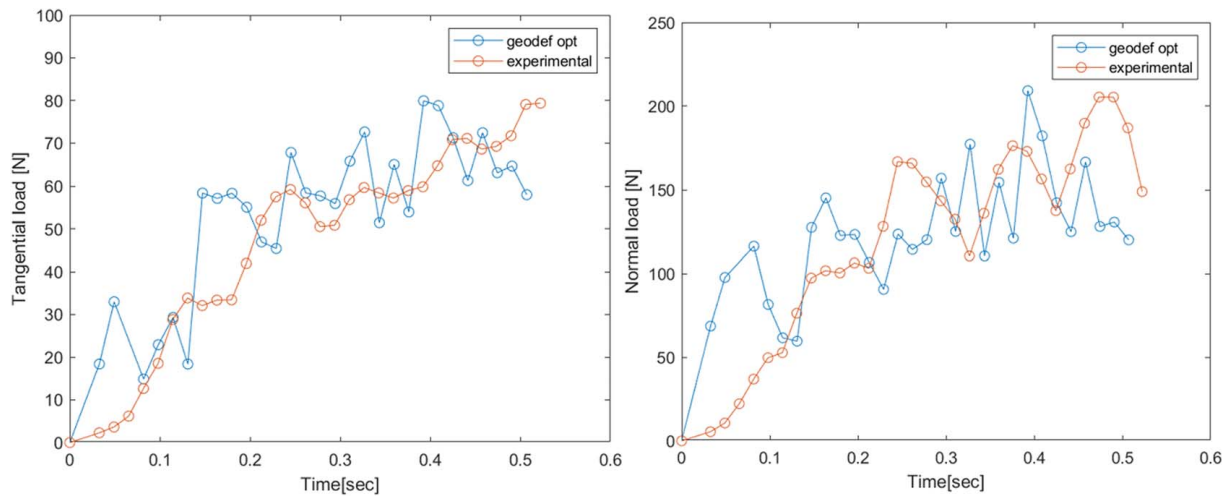 100
90
80
70
60
50
40
30
20
10
0
Tangential load [N]
0 0.1 0.2 0.3 0.4 0.5 0.6
Time[sec]
geodef opt
experimental
250
200
150
100
50
0
Normal load [N]
0 0.1 0.2 0.3 0.4 0.5 0.6
Time[sec]
geodef opt
experimental